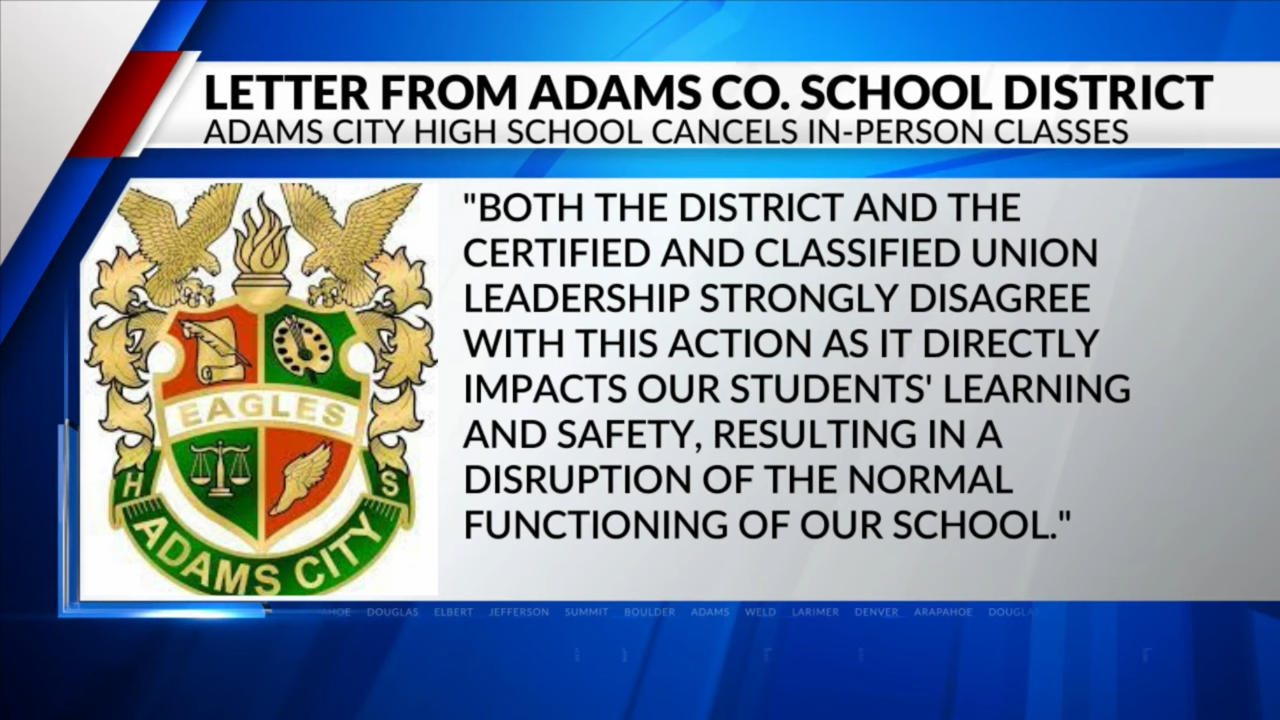 LETTER FROM ADAMS CO. SCHOOL DISTRICT
ADAMS CITY HIGH SCHOOL CANCELS IN-PERSON CLASSES
"BOTH THE DISTRICT AND THE
CERTIFIED AND CLASSIFIED UNION
LEADERSHIP STRONGLY DISAGREE
WITH THIS ACTION AS IT DIRECTLY
IMPACTS OUR STUDENTS' LEARNING
AND SAFETY, RESULTING IN A
DISRUPTION OF THE NORMAL
FUNCTIONING OF OUR SCHOOL."
EAGLES
H S
ADAMS CITY
DOUGLAS ELBERT JEFFERSON SUMMIT BOULDER ADAMS WELD LARIMER DENVER ARAPAHOE